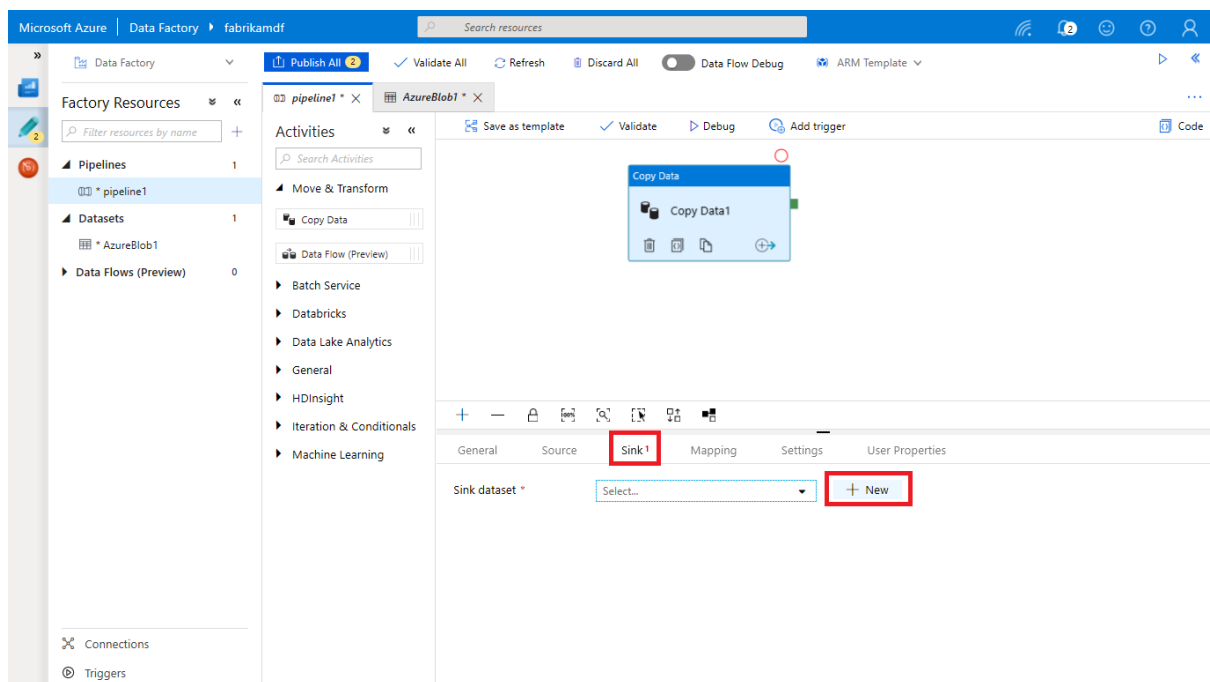 Microsoft Azure Data Factory fabrikamdf
Search resources
2
»
Data Factory
Publish All 2
Validate All
Refresh
Discard All
Data Flow Debug
ARM Template
«
2
Factory Resources
«
pipeline1 *
AzureBlob1 *
...
Filter resources by name
Activities
«
Save as template
Validate
Debug
Add trigger
Code
Search Activities
Pipelines 1
* pipeline1
Datasets 1
* AzureBlob1
Data Flows (Preview) 0
Move & Transform
Copy Data
Data Flow (Preview)
Batch Service
Databricks
Data Lake Analytics
General
HDInsight
Iteration & Conditionals
Machine Learning
Copy Data
Copy Data1
100%
General
Source
Sink 1
Mapping
Settings
User Properties
Sink dataset *
Select...
+ New
Connections
Triggers